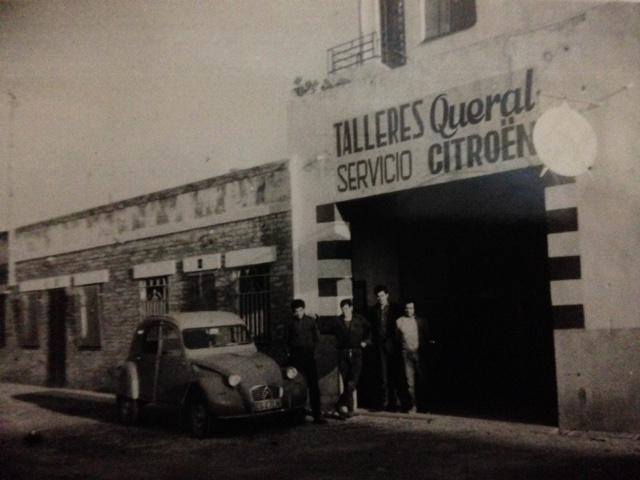 TALLERES Queral
SERVICIO CITROËN